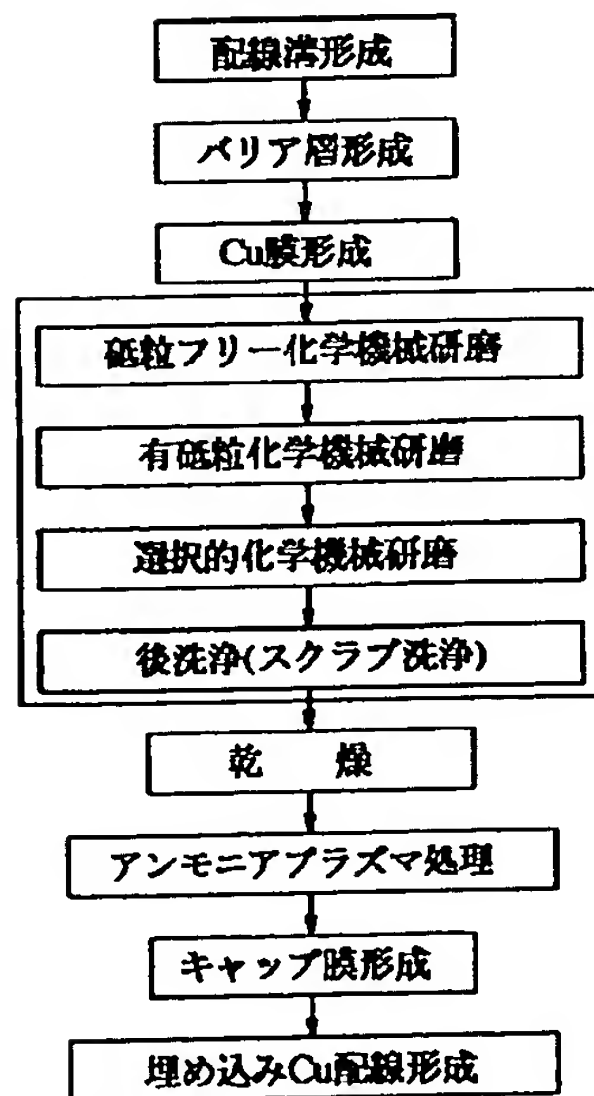 配線溝形成
バリア層形成
Cu膜形成
砥粒フリー化学機械研磨
有砥粒化学機械研磨
選択的化学機械研磨
後洗浄(スクラブ洗浄)
乾 燥
アンモニアプラズマ処理
キャップ膜形成
埋め込みCu配線形成